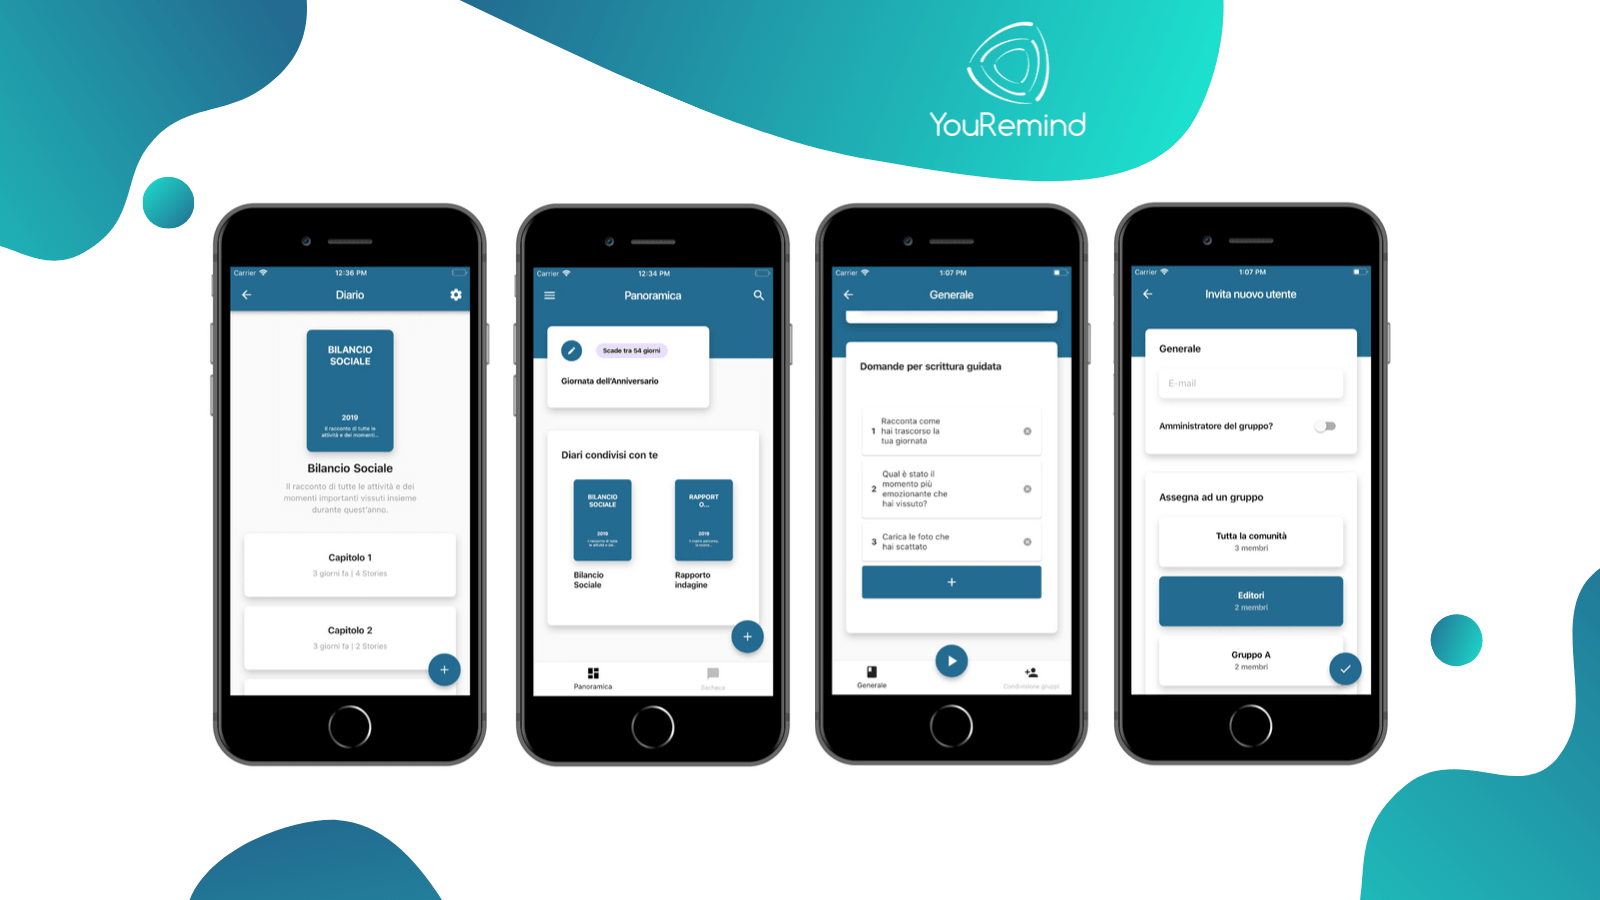 YouRemind
Carrier
12:36 PM
Diario
BILANCIO
SOCIALE
2019
Il racconto di tutte le
attività e dei momenti...
Bilancio Sociale
Il racconto di tutte le attività e dei
momenti importanti vissuti insieme
durante quest'anno.
Capitolo 1
3 giorni fa | 4 Stories
Capitolo 2
3 giorni fa | 2 Stories
Carrier
12:34 PM
Panoramica
Scade tra 54 giorni
Giornata dell'Anniversario
Diari condivisi con te
BILANCIO
SOCIALE
2019
Il racconto di tutte
le attività e dei...
Bilancio
Sociale
RAPPORT
O...
2019
Rapporto
indagine
Panoramica
Bacheca
Carrier
1:07 PM
Generale
Domande per scrittura guidata
1
Racconta come
hai trascorso la
tua giornata
2
Qual è stato il
momento più
emozionante che
hai vissuto?
3
Carica le foto che
hai scattato
Generale
Condivisione gruppi
Carrier
1:07 PM
Invita nuovo utente
Generale
E-mail
Amministratore del gruppo?
Assegna ad un gruppo
Tutta la comunità
3 membri
Editori
2 membri
Gruppo A
2 membri